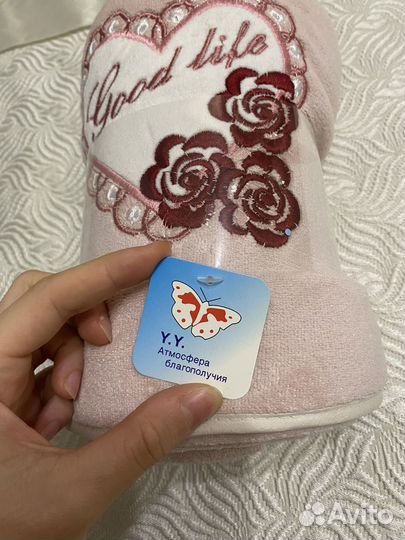 Good life
Y.Y.
Атмосфера
благополучия
Avito